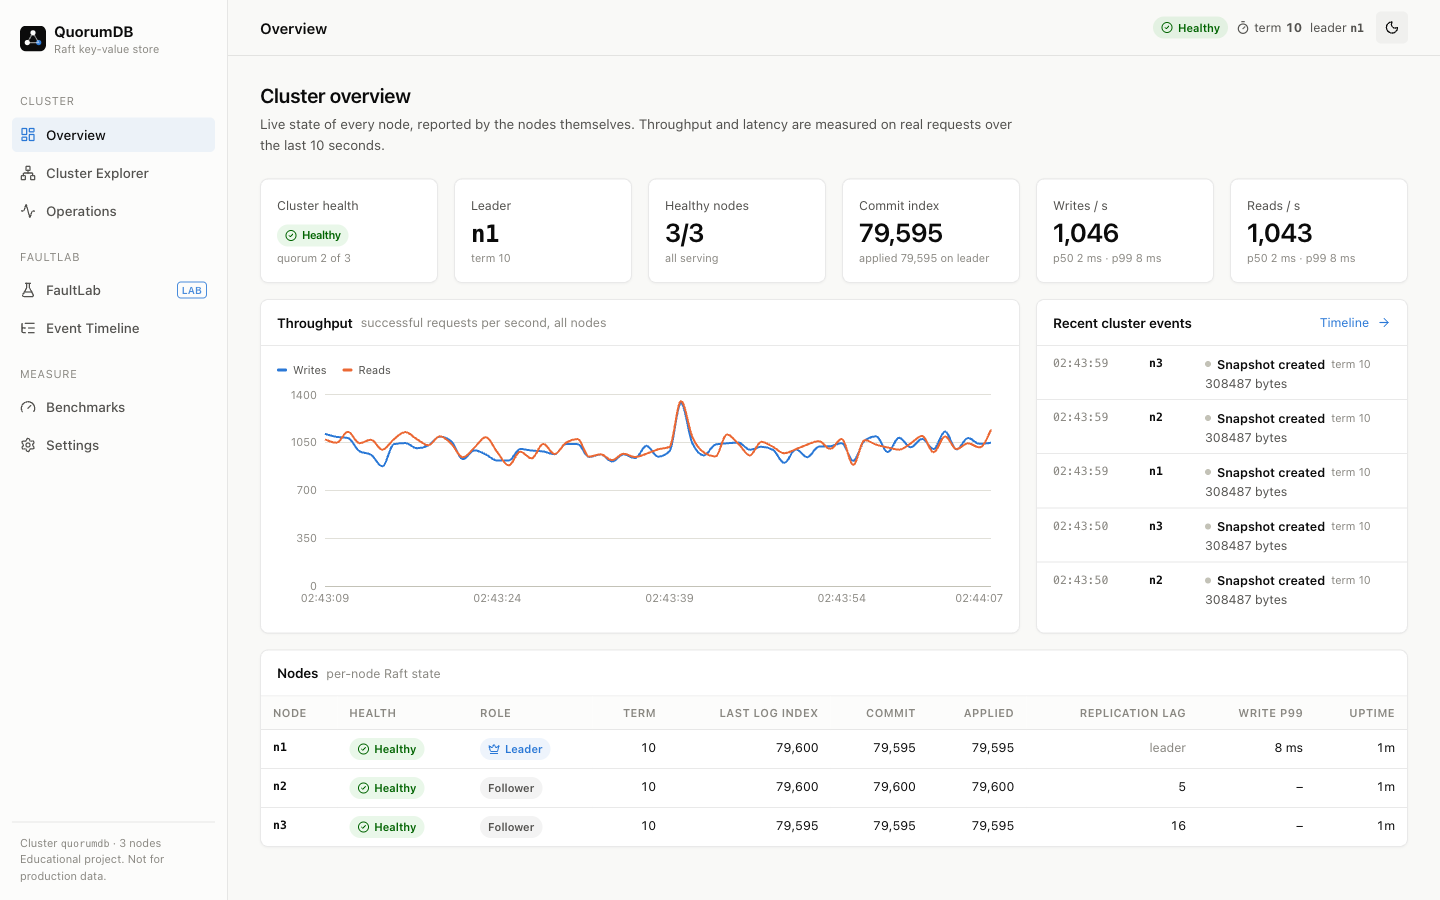 QuorumDB
Raft key-value store
CLUSTER
Overview
Cluster Explorer
Operations
FAULTLAB
FaultLab LAB
Event Timeline
MEASURE
Benchmarks
Settings
Cluster quorumdb · 3 nodes
Educational project. Not for
production data.
Overview
Healthy term 10 leader n1
Cluster overview
Live state of every node, reported by the nodes themselves. Throughput and latency are measured on real requests over
the last 10 seconds.
Cluster health
Healthy
quorum 2 of 3
Leader
n1
term 10
Healthy nodes
3/3
all serving
Commit index
79,595
applied 79,595 on leader
Writes / s
1,046
p50 2 ms · p99 8 ms
Reads / s
1,043
p50 2 ms · p99 8 ms
Throughput successful requests per second, all nodes
Writes Reads
1400
1050
700
350
0
02:43:09 02:43:24 02:43:39 02:43:54 02:44:07
Recent cluster events Timeline
02:43:59 n3 Snapshot created term 10
308487 bytes
02:43:59 n2 Snapshot created term 10
308487 bytes
02:43:59 n1 Snapshot created term 10
308487 bytes
02:43:50 n3 Snapshot created term 10
308487 bytes
02:43:50 n2 Snapshot created term 10
308487 bytes
Nodes per-node Raft state
NODE HEALTH ROLE TERM LAST LOG INDEX COMMIT APPLIED REPLICATION LAG WRITE P99 UPTIME
n1 Healthy Leader 10 79,600 79,595 79,595 leader 8 ms 1m
n2 Healthy Follower 10 79,600 79,600 79,600 5 – 1m
n3 Healthy Follower 10 79,595 79,595 79,595 16 – 1m